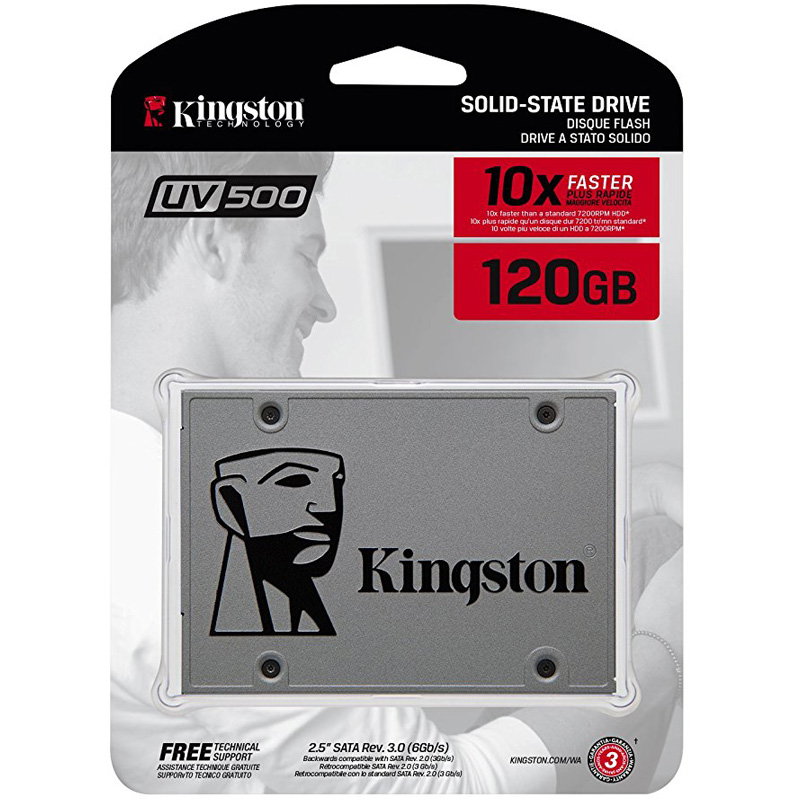 Kingston
TECHNOLOGY
SOLID-STATE DRIVE
DISQUE FLASH
DRIVE A STATO SOLIDO
UV500
10x FASTER
PLUS RAPIDE
MAGGIORE VELOCITÀ
10x faster than a standard 7200RPM HDD*
10x plus rapide qu'un disque dur 7200 tr/mn standard*
10 volte più veloce di un HDD a 7200RPM*
120GB
Kingston®
FREE TECHNICAL SUPPORT
ASSISTANCE TECHNIQUE GRATUITE
SUPPORTO TECNICO GRATUITO
2.5" SATA Rev. 3.0 (6Gb/s)
Backwards compatible with SATA Rev. 2.0 (3Gb/s)
Rétrocompatible SATA Rev. 2.0 (3 Gb/s)
Retrocompatibile con lo standard SATA Rev. 2.0 (3 Gb/s)
KINGSTON.COM/WA
3
†